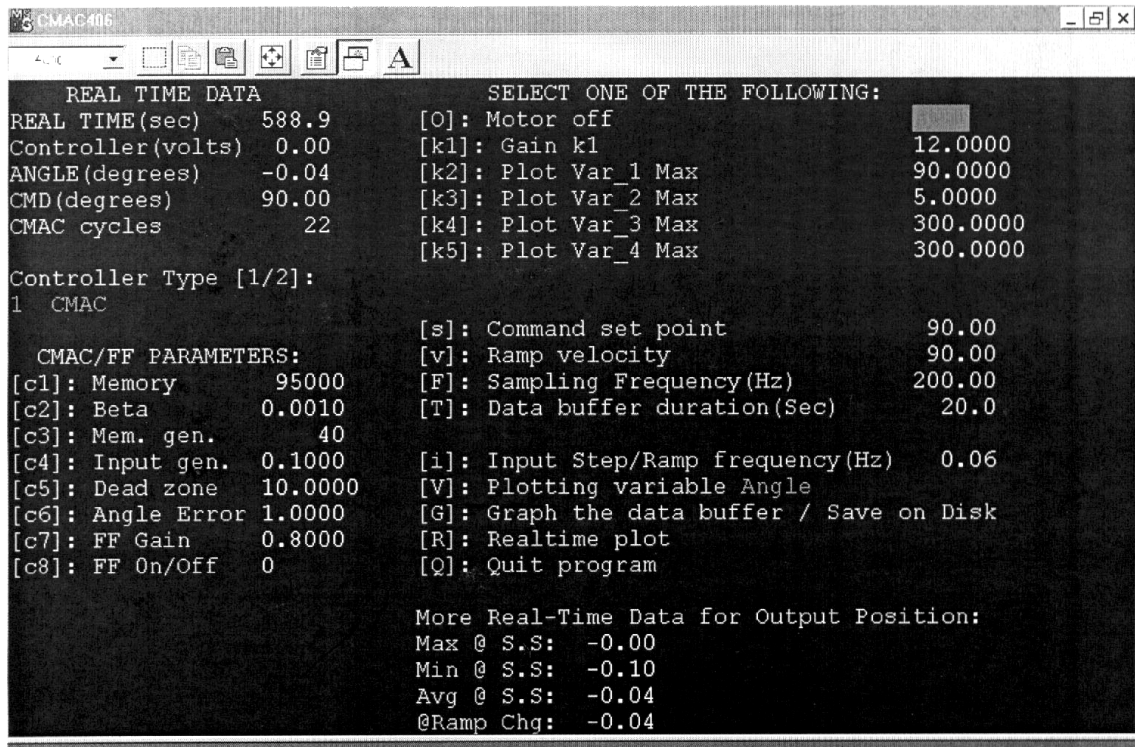 CMAC406
A
REAL TIME DATA
REAL TIME(sec) 588.9
Controller(volts) 0.00
ANGLE(degrees) -0.04
CMD(degrees) 90.00
CMAC cycles 22
Controller Type [1/2]:
1 CMAC
CMAC/FF PARAMETERS:
[c1]: Memory 95000
[c2]: Beta 0.0010
[c3]: Mem. gen. 40
[c4]: Input gen. 0.1000
[c5]: Dead zone 10.0000
[c6]: Angle Error 1.0000
[c7]: FF Gain 0.8000
[c8]: FF On/Off 0
SELECT ONE OF THE FOLLOWING:
[O]: Motor off
[k1]: Gain k1 12.0000
[k2]: Plot Var_1 Max 90.0000
[k3]: Plot Var_2 Max 5.0000
[k4]: Plot Var_3 Max 300.0000
[k5]: Plot Var_4 Max 300.0000
[s]: Command set point 90.00
[v]: Ramp velocity 90.00
[F]: Sampling Frequency(Hz) 200.00
[T]: Data buffer duration(Sec) 20.0
[i]: Input Step/Ramp frequency(Hz) 0.06
[V]: Plotting variable Angle
[G]: Graph the data buffer / Save on Disk
[R]: Realtime plot
[Q]: Quit program
More Real-Time Data for Output Position:
Max @ S.S: -0.00
Min @ S.S: -0.10
Avg @ S.S: -0.04
@Ramp Chg: -0.04